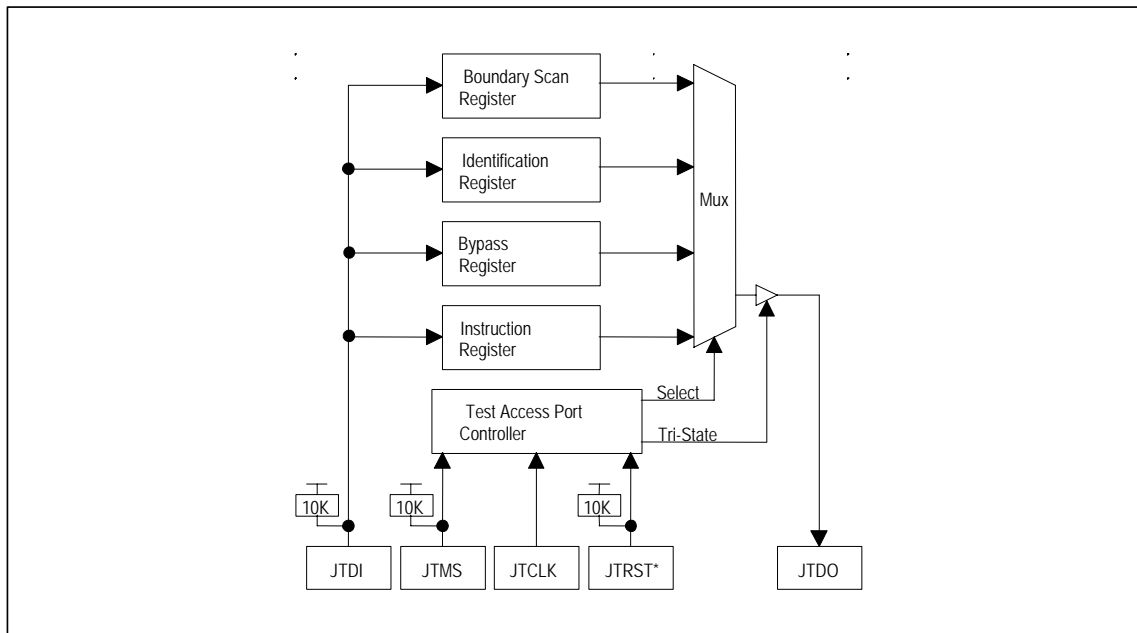 Boundary Scan
Register
Identification
Register
Mux
Bypass
Register
Instruction
Register
Select
Test Access Port
Controller
Tri-State
10K
10K
10K
JTDI
JTMS
JTCLK
JTRST*
JTDO